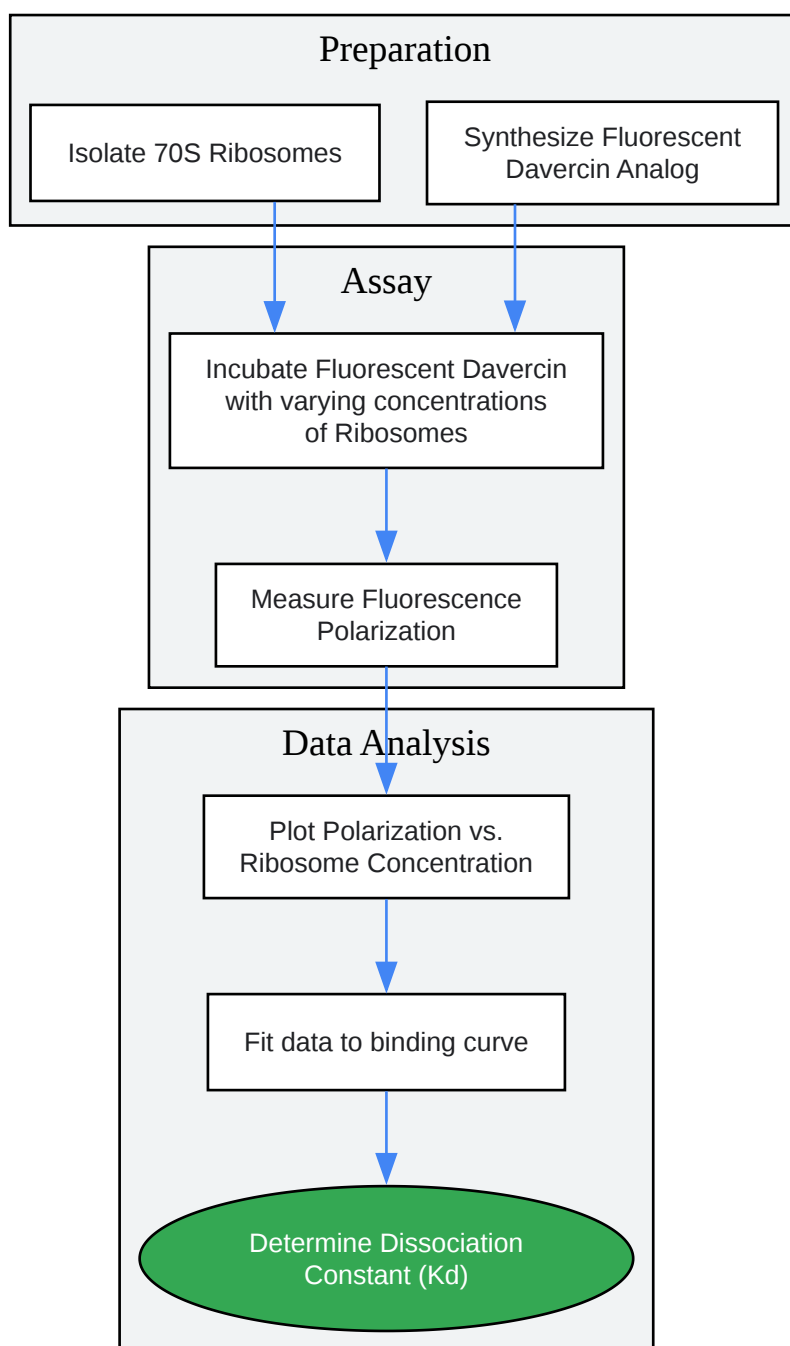 Preparation
Isolate 70S Ribosomes
Synthesize Fluorescent
Davercin Analog
Assay
Incubate Fluorescent Davercin
with varying concentrations
of Ribosomes
Measure Fluorescence
Polarization
Data Analysis
Plot Polarization vs.
Ribosome Concentration
Fit data to binding curve
Determine Dissociation
Constant (Kd)